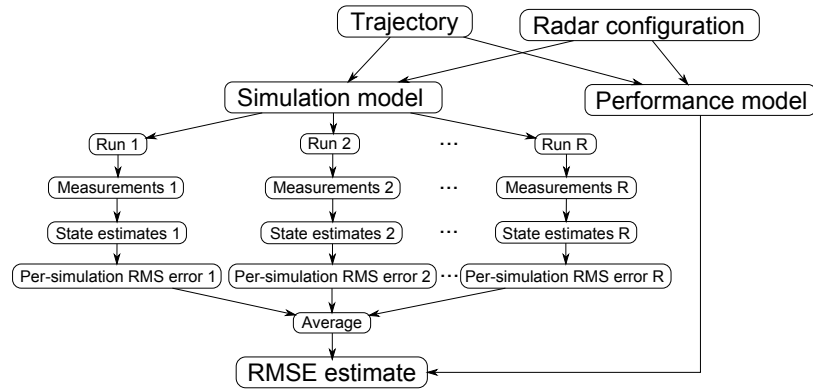 Trajectory
Radar configuration
Simulation model
Performance model
Run 1
Run 2
...
Run R
Measurements 1
Measurements 2
...
Measurements R
State estimates 1
State estimates 2
...
State estimates R
Per-simulation RMS error 1
Per-simulation RMS error 2
...
Per-simulation RMS error R
Average
RMSE estimate